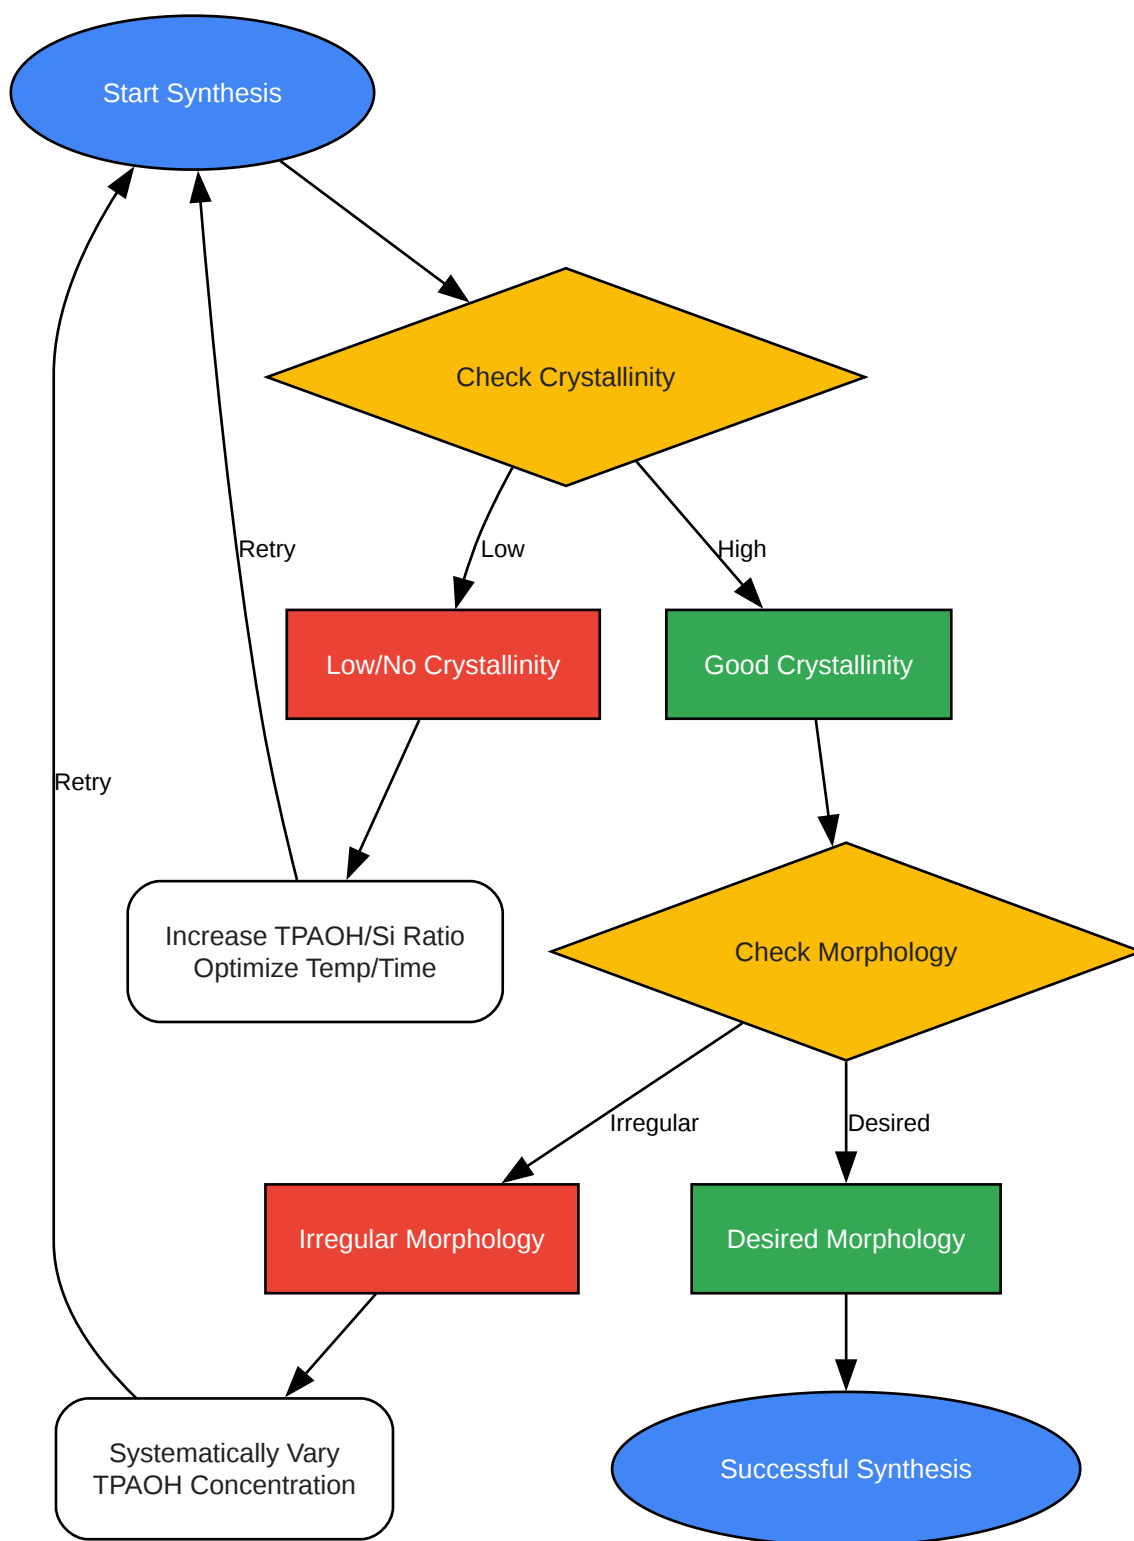 Start Synthesis
Check Crystallinity
Retry
Low
High
Low/No Crystallinity
Good Crystallinity
Retry
Increase TPAOH/Si Ratio
Optimize Temp/Time
Check Morphology
Irregular
Desired
Irregular Morphology
Desired Morphology
Systematically Vary
TPAOH Concentration
Successful Synthesis